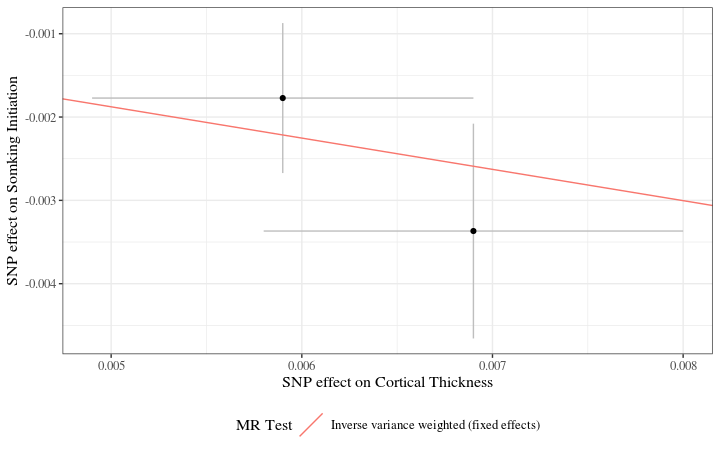 SNP effect on Somking Initiation
-0.001
-0.002
-0.003
-0.004
0.005 0.006 0.007 0.008
SNP effect on Cortical Thickness
MR Test Inverse variance weighted (fixed effects)